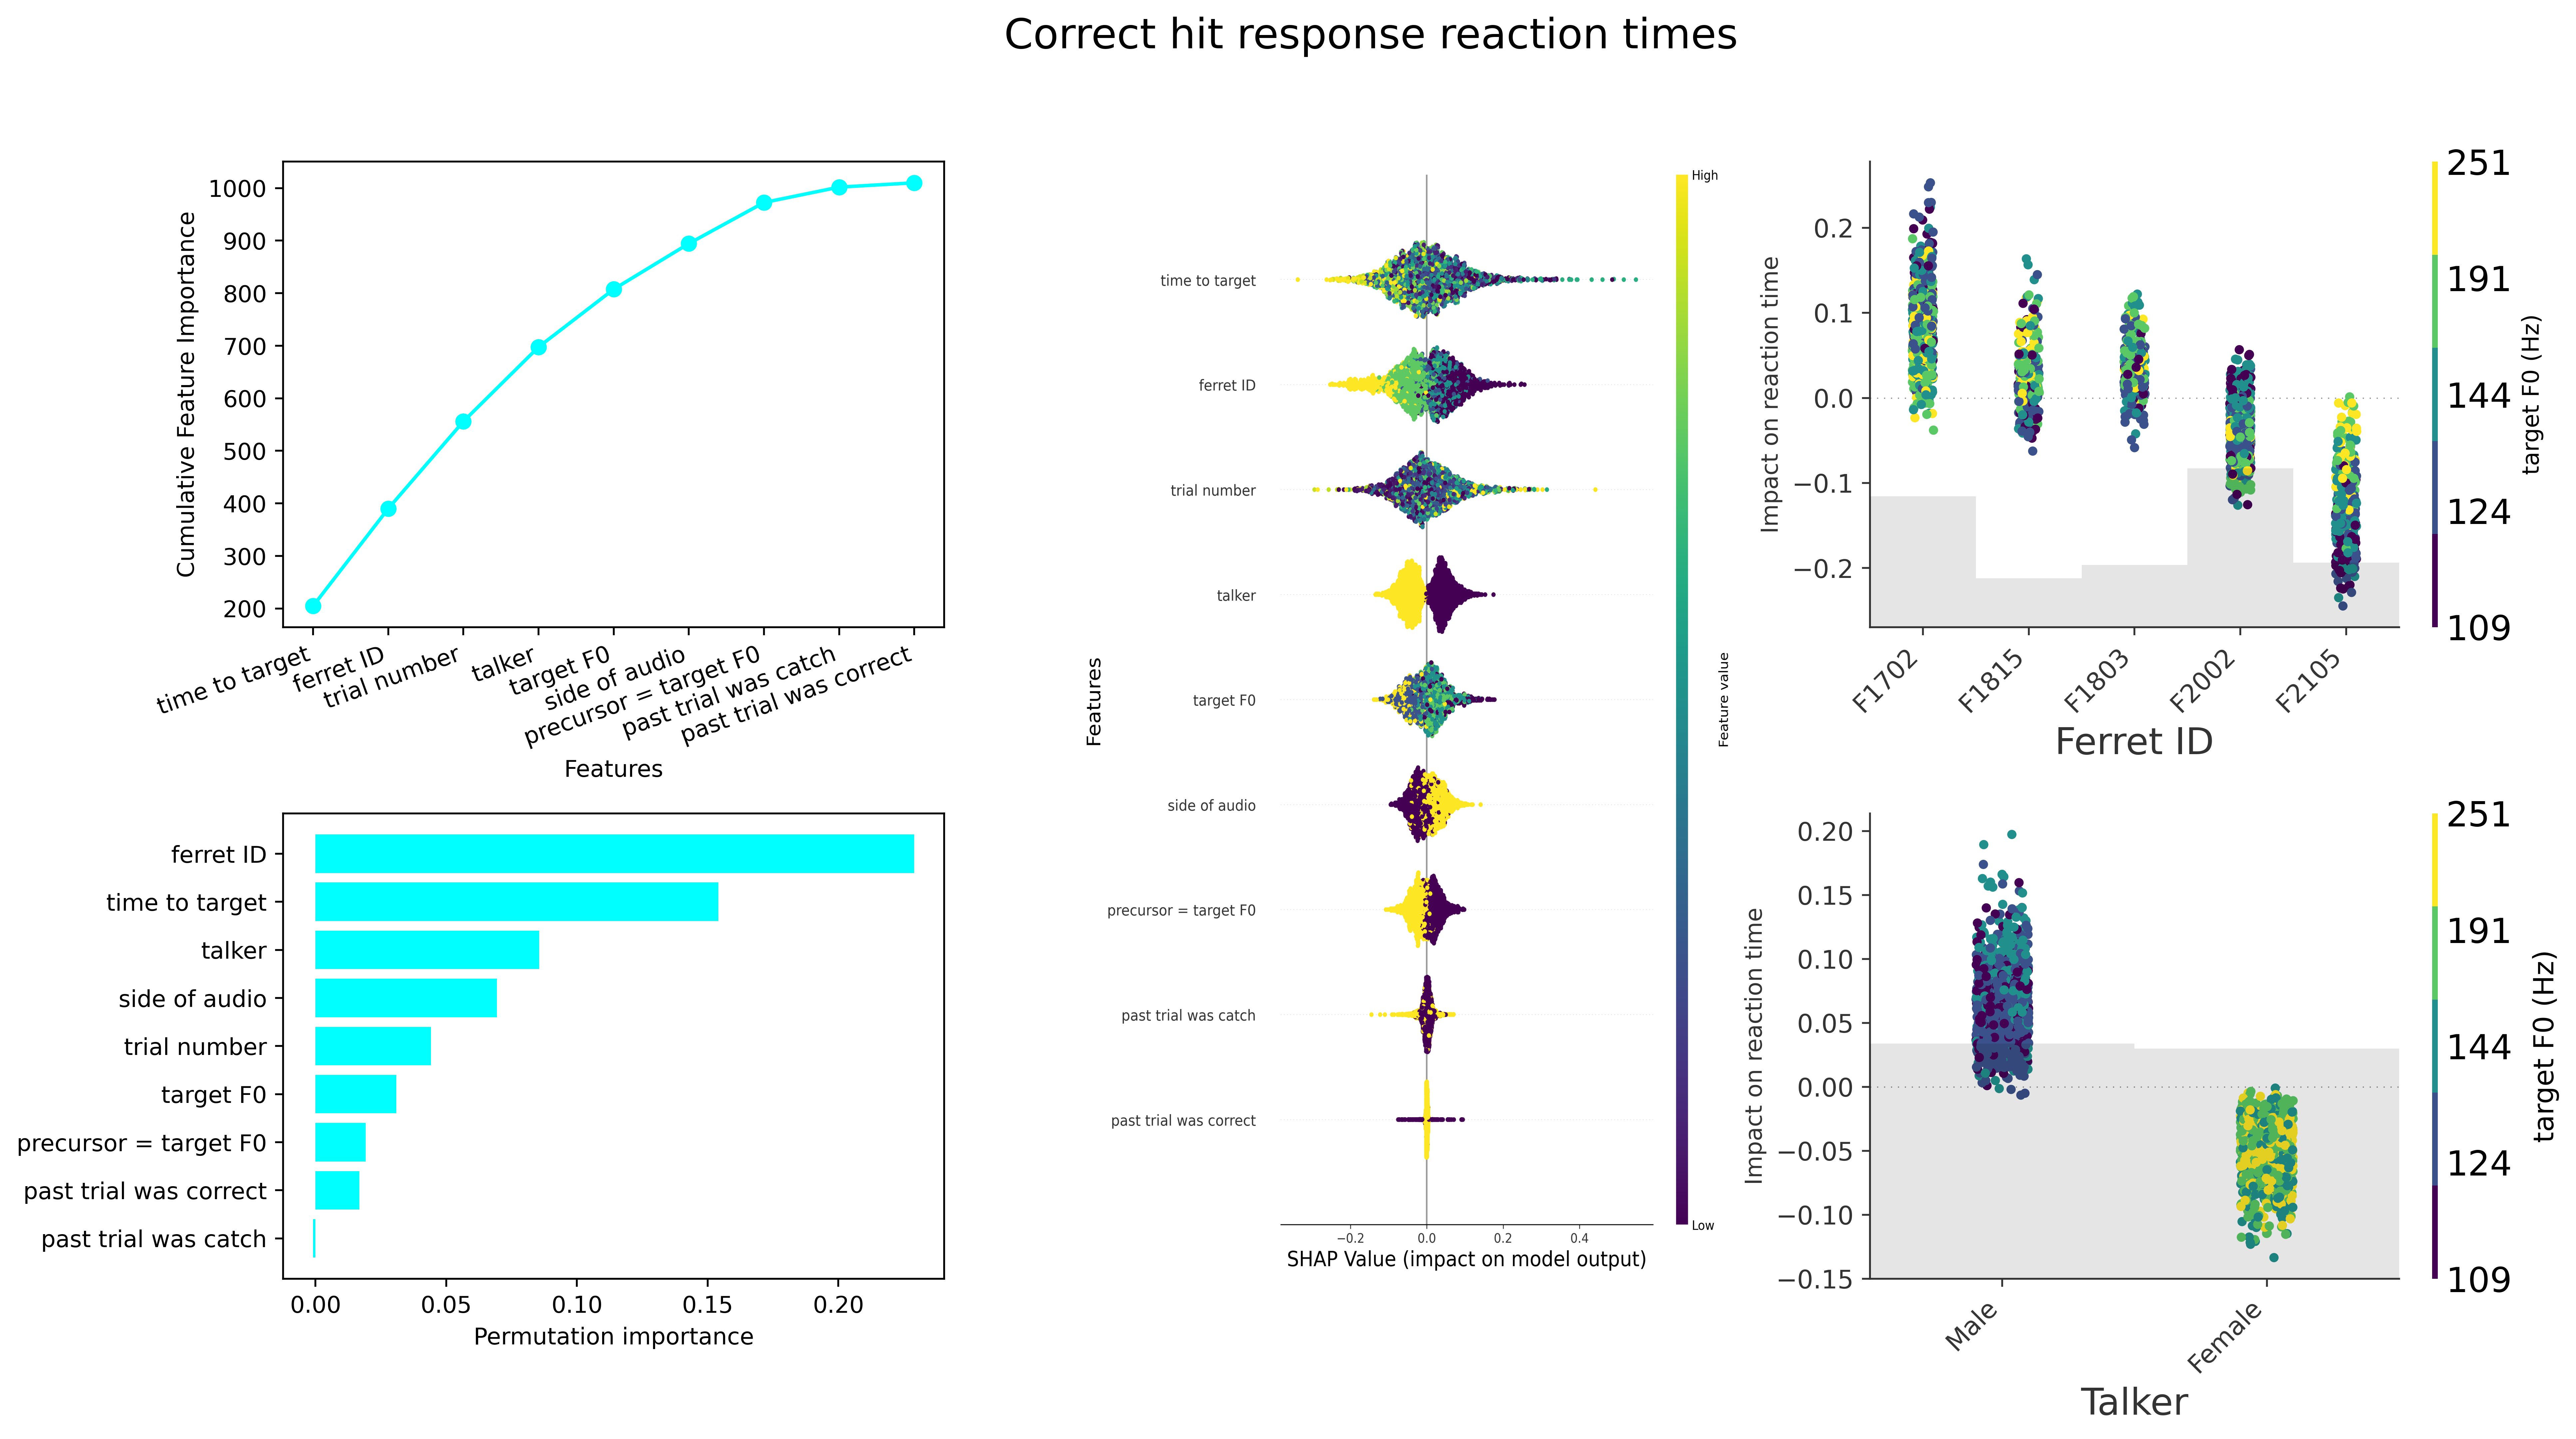 Correct hit response reaction times
Cumulative Feature Importance
1000
900
800
700
600
500
400
300
200
time to target
ferret ID
trial number
talker
target F0
side of audio
precursor = target F0
past trial was catch
past trial was correct
Features
ferret ID
time to target
talker
side of audio
trial number
target F0
precursor = target F0
past trial was correct
past trial was catch
0.00 0.05 0.10 0.15 0.20
Permutation importance
Features
time to target
ferret ID
trial number
talker
target F0
side of audio
precursor = target F0
past trial was catch
past trial was correct
−0.2 0.0 0.2 0.4
SHAP Value (impact on model output)
High
Low
Feature value
Impact on reaction time
0.2
0.1
0.0
−0.1
−0.2
F1702
F1815
F1803
F2002
F2105
Ferret ID
251
191
144
124
109
target F0 (Hz)
Impact on reaction time
0.20
0.15
0.10
0.05
0.00
−0.05
−0.10
−0.15
Male
Female
Talker
251
191
144
124
109
target F0 (Hz)